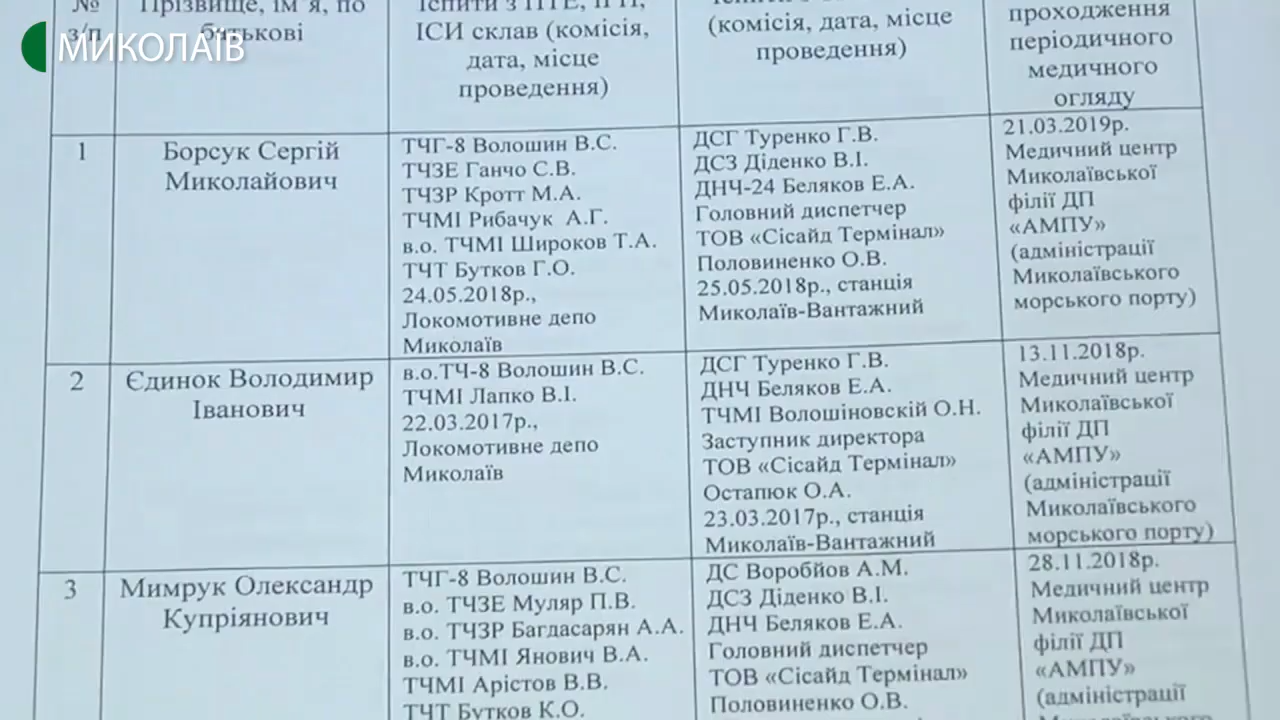 МИКОЛАЇВ
№
з/п
Прізвище, ім'я, по
батькові
ІСИ склав (комісія,
дата, місце
проведення)
(комісія, дата, місце
проведення)
проходження
періодичного
медичного
огляду
1
Борсук Сергій
Миколайович
ТЧГ-8 Волошин В.С.
ТЧЗЕ Ганчо С.В.
ТЧЗР Кротт М.А.
ТЧМІ Рибачук А.Г.
в.о. ТЧМІ Широков Т.А.
ТЧТ Бутков Г.О.
24.05.2018р.,
Локомотивне депо
Миколаїв
ДСГ Туренко Г.В.
ДСЗ Діденко В.І.
ДНЧ-24 Беляков Е.А.
Головний диспетчер
ТОВ «Сісайд Термінал»
Половиненко О.В.
25.05.2018р., станція
Миколаїв-Вантажний
21.03.2019р.
Медичний центр
Миколаївської
філії ДП
«АМПУ»
(адміністрації
Миколаївського
морського порту)
2
Єдинок Володимир
Іванович
в.о.ТЧ-8 Волошин В.С.
ТЧМІ Лапко В.І.
22.03.2017р.,
Локомотивне депо
Миколаїв
ДСГ Туренко Г.В.
ДНЧ Беляков Е.А.
ТЧМІ Волошіновскій О.Н.
Заступник директора
ТОВ «Сісайд Термінал»
Остапюк О.А.
23.03.2017р., станція
Миколаїв-Вантажний
13.11.2018р.
Медичний центр
Миколаївської
філії ДП
«АМПУ»
(адміністрації
Миколаївського
морського порту)
3
Мимрук Олександр
Купріянович
ТЧГ-8 Волошин В.С.
в.о. ТЧЗЕ Муляр П.В.
в.о. ТЧЗР Багдасарян А.А.
в.о. ТЧМІ Янович В.А.
ТЧМІ Арістов В.В.
ТЧТ Бутков К.О.
ДС Воробйов А.М.
ДСЗ Діденко В.І.
ДНЧ Беляков Е.А.
Головний диспетчер
ТОВ «Сісайд Термінал»
Половиненко О.В.
28.11.2018р.
Медичний центр
Миколаївської
філії ДП
«АМПУ»
(адміністрації